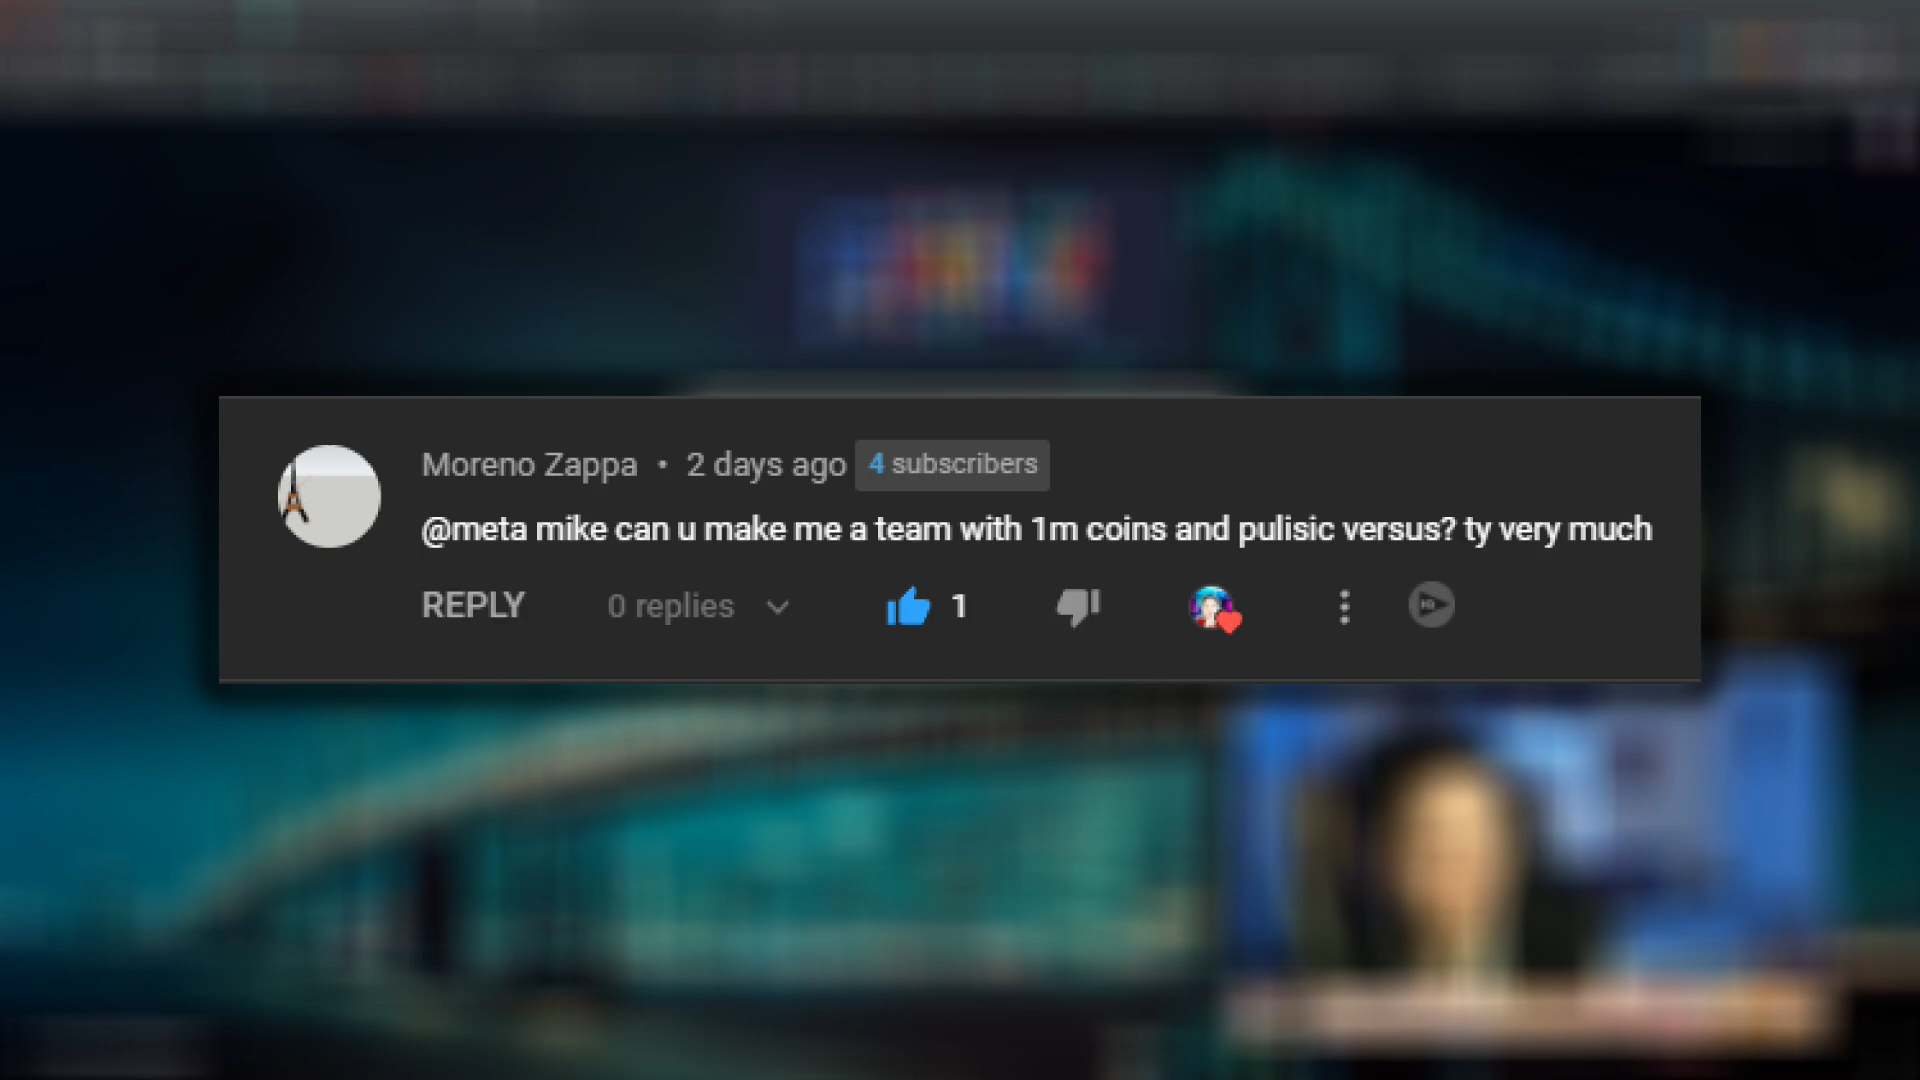 Moreno Zappa • 2 days ago 4 subscribers
@meta mike can u make me a team with 1m coins and pulisic versus? ty very much
REPLY 0 replies 1